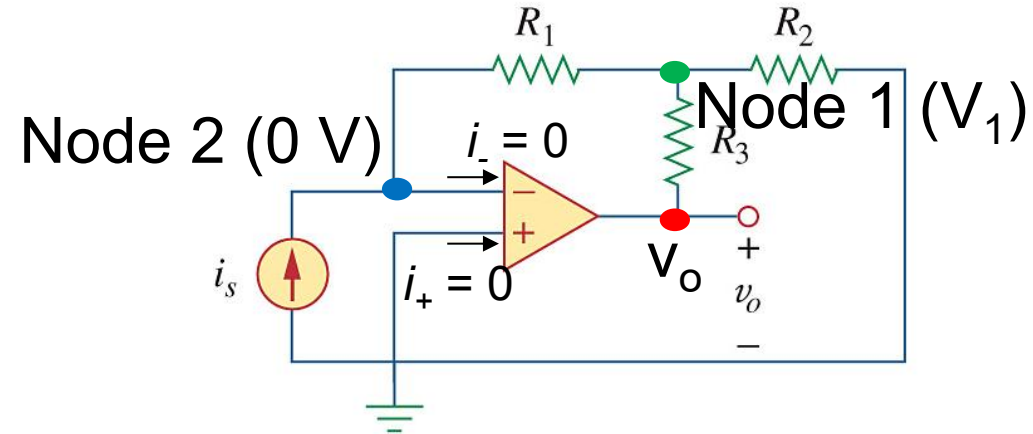 R₁
R₂
Node 1 (V₁)
Node 2 (0 V)
i₋ = 0
R₃
−
+
iₛ
i₊ = 0
vₒ
+
vₒ
−